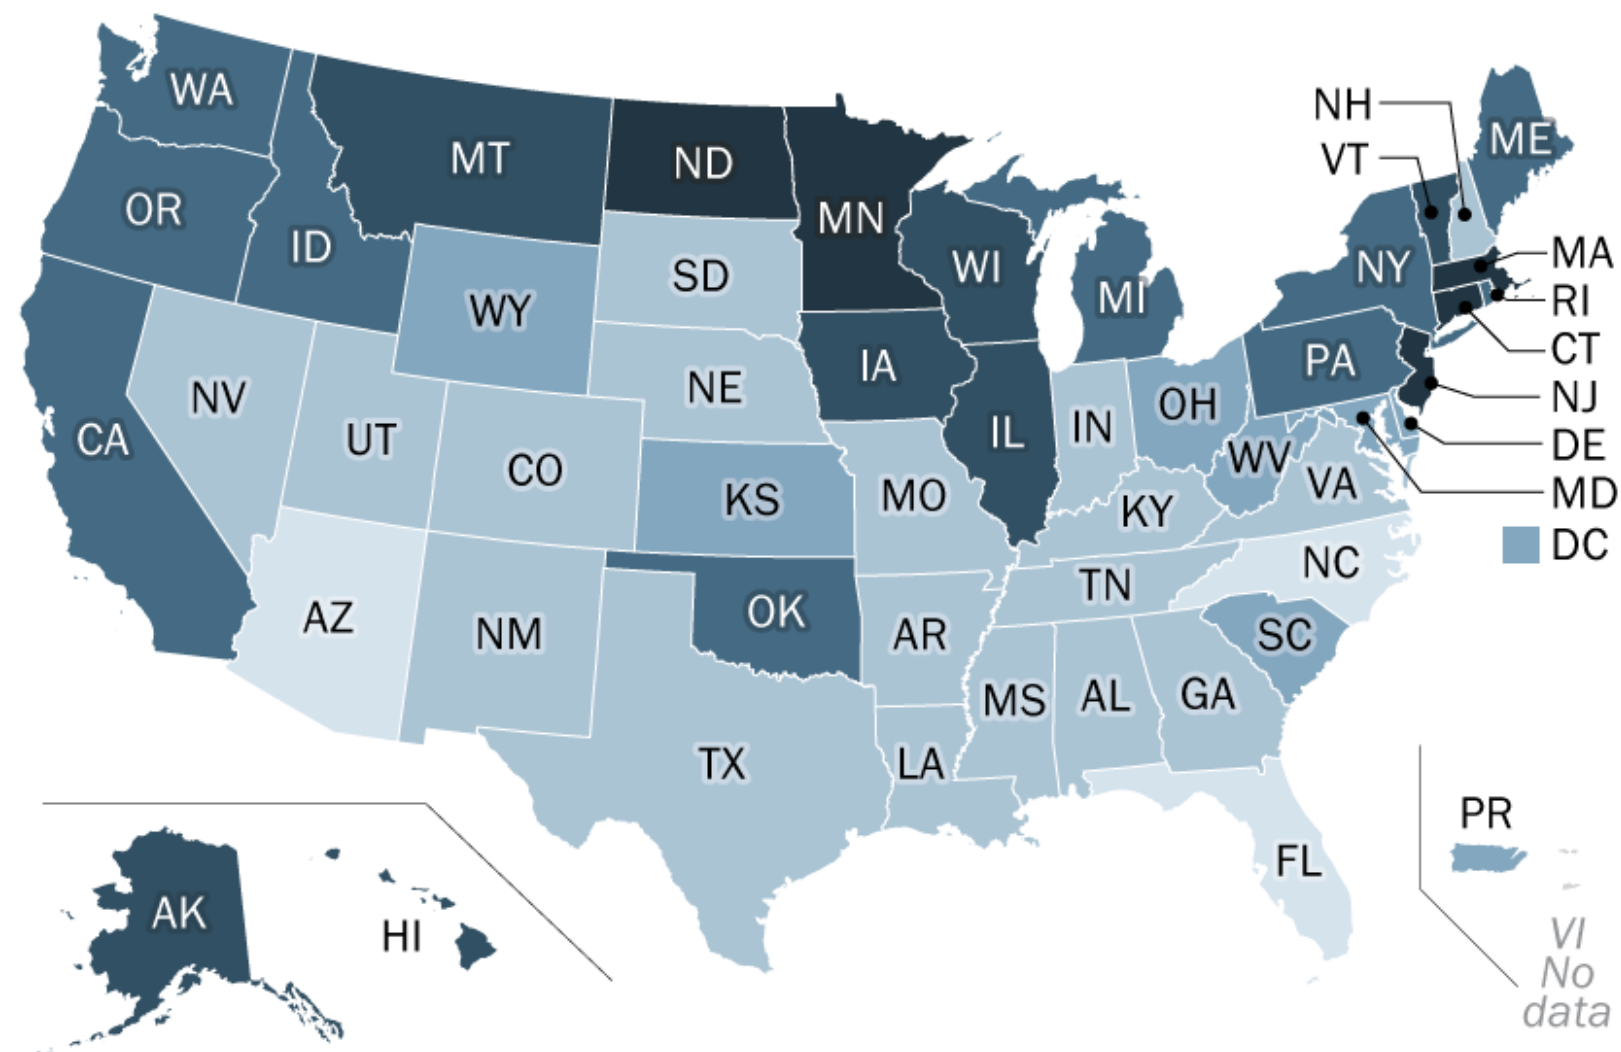 WA
MT
ND
MN
OR
ID
SD
WI
MI
NY
ME
NH
VT
MA
RI
CT
NJ
DE
MD
DC
WY
IA
PA
NV
NE
IL
IN
OH
CA
UT
CO
KS
MO
KY
WV
VA
AZ
NM
OK
AR
TN
NC
SC
TX
LA
MS
AL
GA
FL
AK
HI
PR
VI
No
data